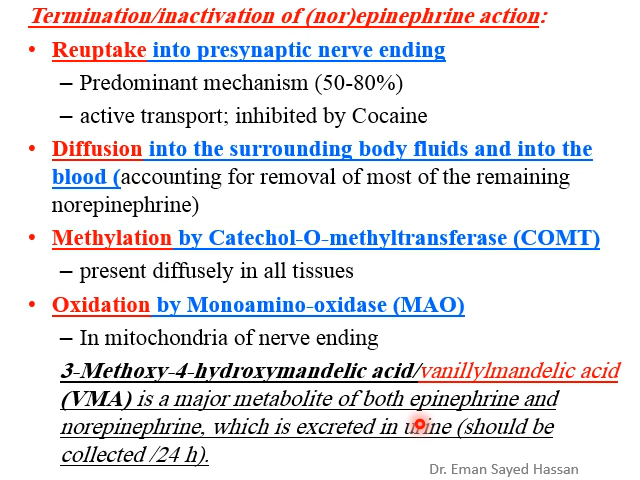 Termination/inactivation of (nor)epinephrine action:
• Reuptake into presynaptic nerve ending
– Predominant mechanism (50-80%)
– active transport; inhibited by Cocaine
• Diffusion into the surrounding body fluids and into the
blood (accounting for removal of most of the remaining
norepinephrine)
• Methylation by Catechol-O-methyltransferase (COMT)
– present diffusely in all tissues
• Oxidation by Monoamino-oxidase (MAO)
– In mitochondria of nerve ending
3-Methoxy-4-hydroxymandelic acid/vanillylmandelic acid
(VMA) is a major metabolite of both epinephrine and
norepinephrine, which is excreted in urine (should be
collected /24 h).
Dr. Eman Sayed Hassan